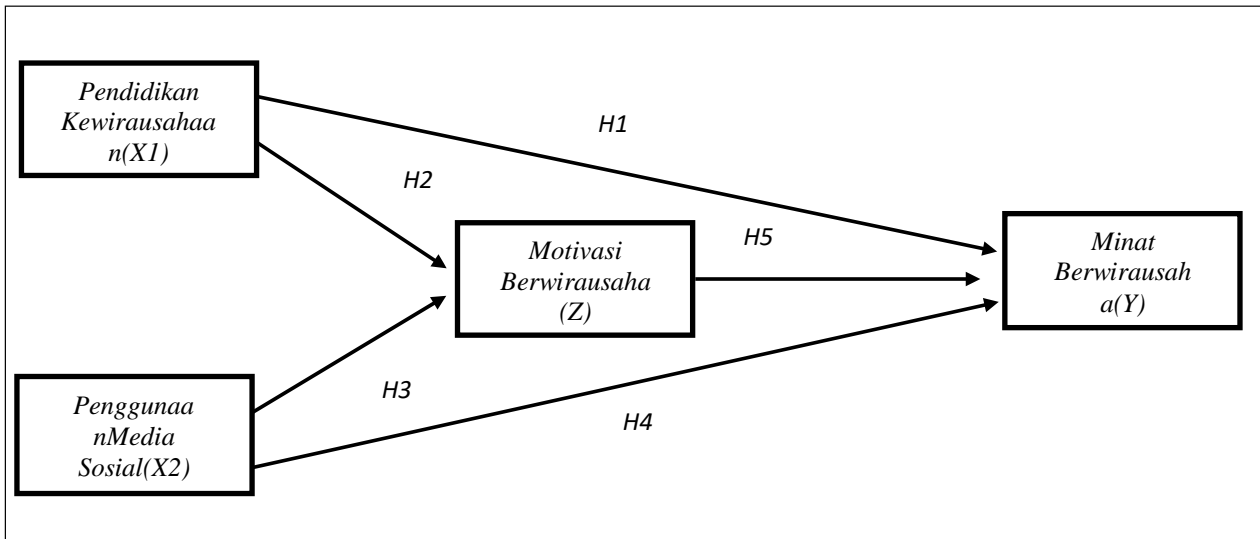 Pendidikan
Kewirausahaa
n(X1)
H1
H2
Motivasi
Berwirausaha
(Z)
H5
Minat
Berwirausah
a(Y)
Penggunaa
nMedia
Sosial(X2)
H3
H4